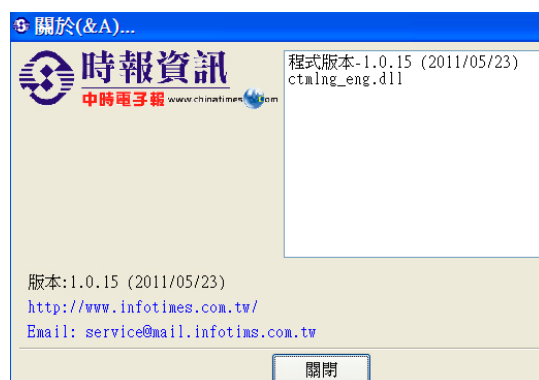 關於(&A)...
時報資訊
中時電子報 www.chinatimes.com
程式版本-1.0.15 (2011/05/23)
ctmlng_eng.dll
版本:1.0.15 (2011/05/23)
http://www.infotimes.com.tw/
Email: service@mail.infotims.com.tw
關閉